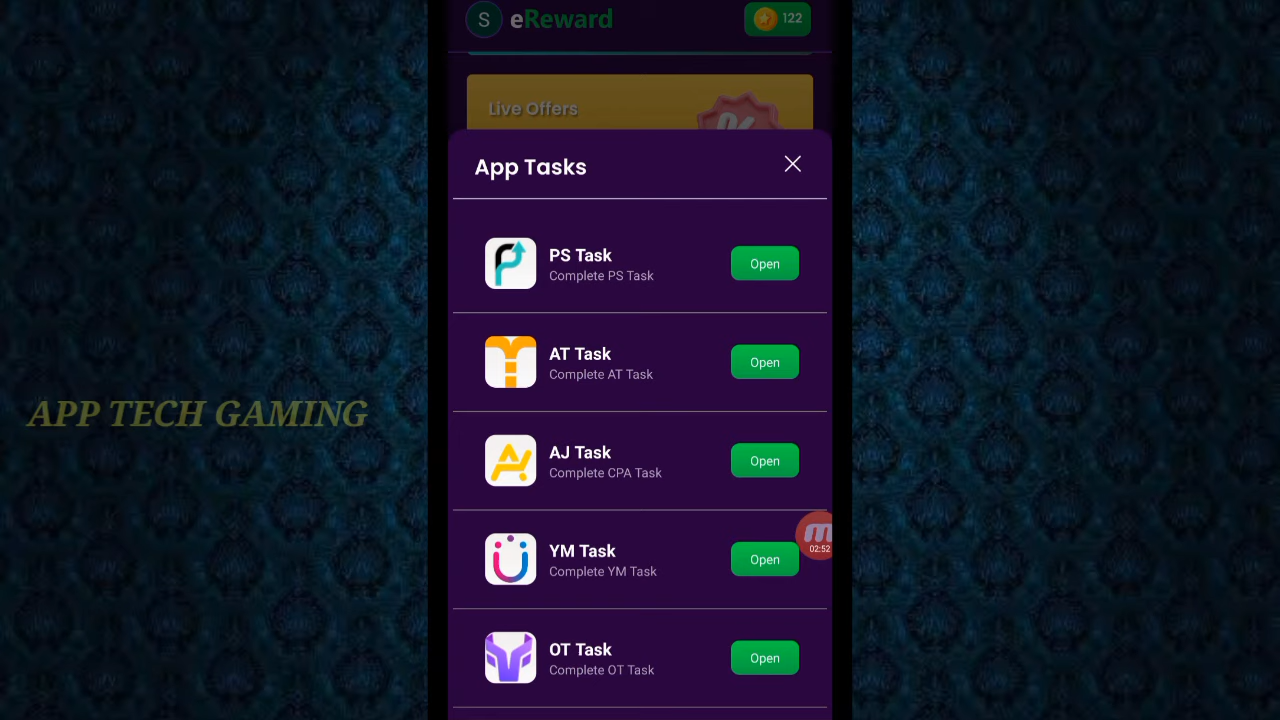 S eReward 122
Live Offers
App Tasks
PS Task
Complete PS Task
Open
AT Task
Complete AT Task
Open
AJ Task
Complete CPA Task
Open
YM Task
Complete YM Task
Open
02:52
OT Task
Complete OT Task
Open
APP TECH GAMING